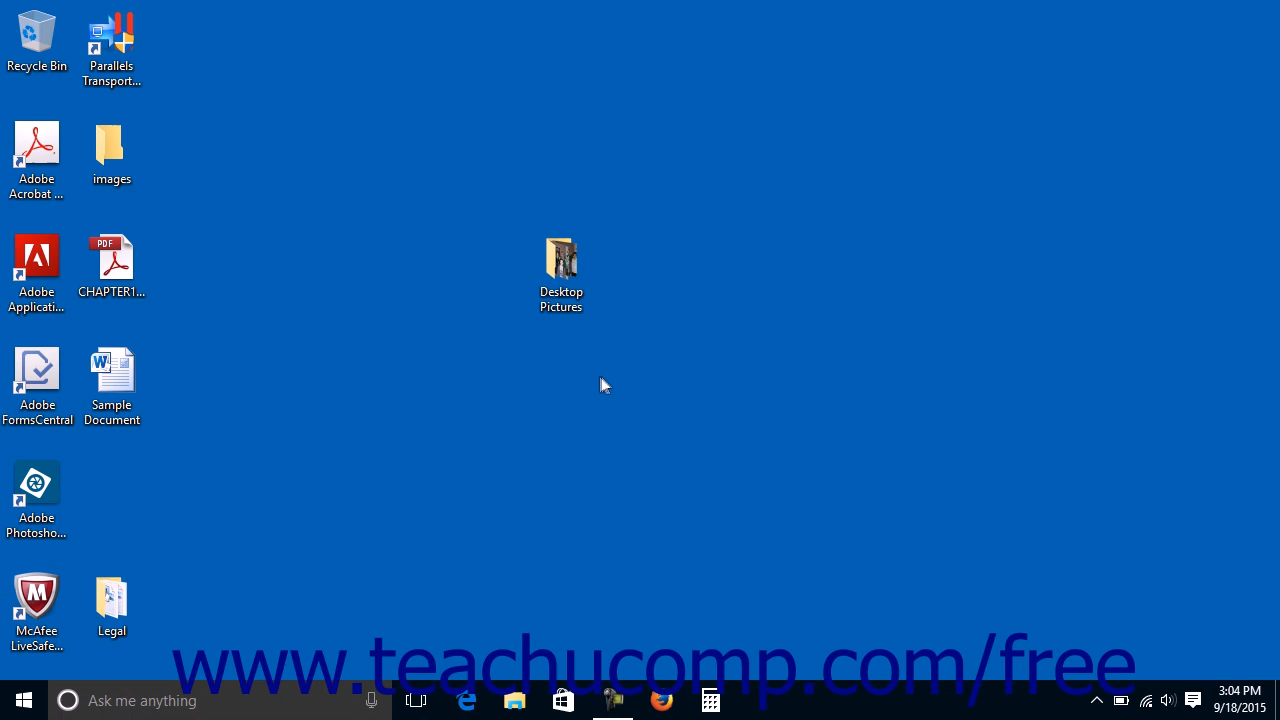 Recycle Bin
Parallels
Transport...
Adobe
Acrobat ...
images
PDF
Adobe
Applicati...
CHAPTER1...
Desktop
Pictures
W
Adobe
FormsCentral
Sample
Document
Adobe
Photosho...
M
McAfee
LiveSafe...
Legal
www.teachucomp.com/free
Ask me anything
3:04 PM
9/18/2015